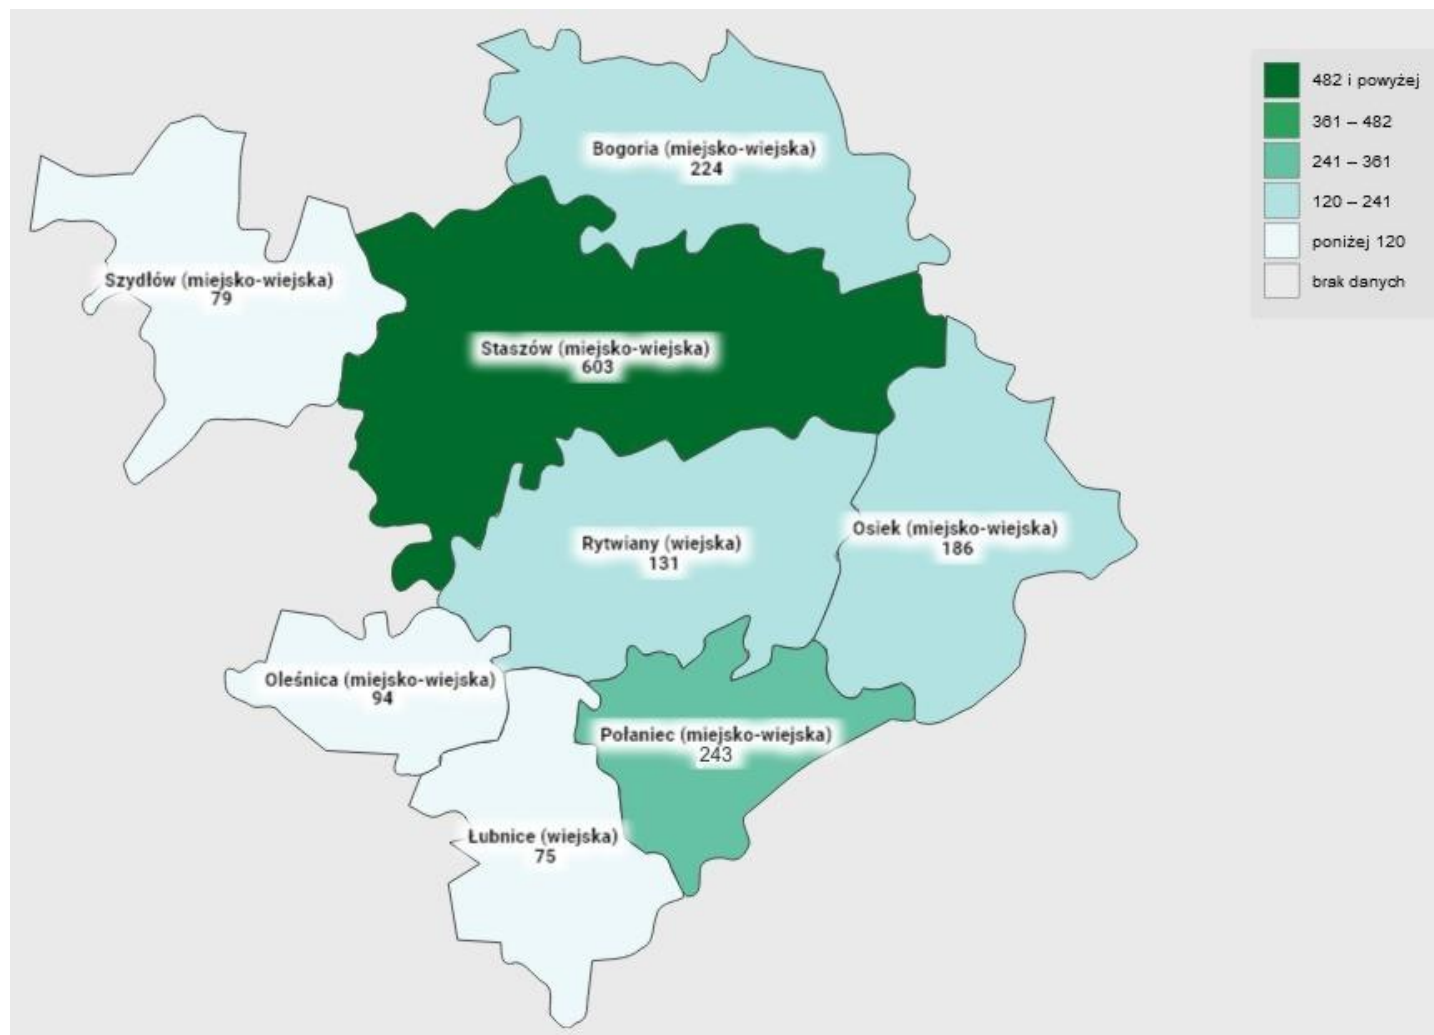 Bogoria (miejsko-wiejska)
224
Szydłów (miejsko-wiejska)
79
Staszów (miejsko-wiejska)
603
Rytwiany (wiejska)
131
Osiek (miejsko-wiejska)
186
Oleśnica (miejsko-wiejska)
94
Połaniec (miejsko-wiejska)
243
Łubnice (wiejska)
75
482 i powyżej
361 – 482
241 – 361
120 – 241
poniżej 120
brak danych